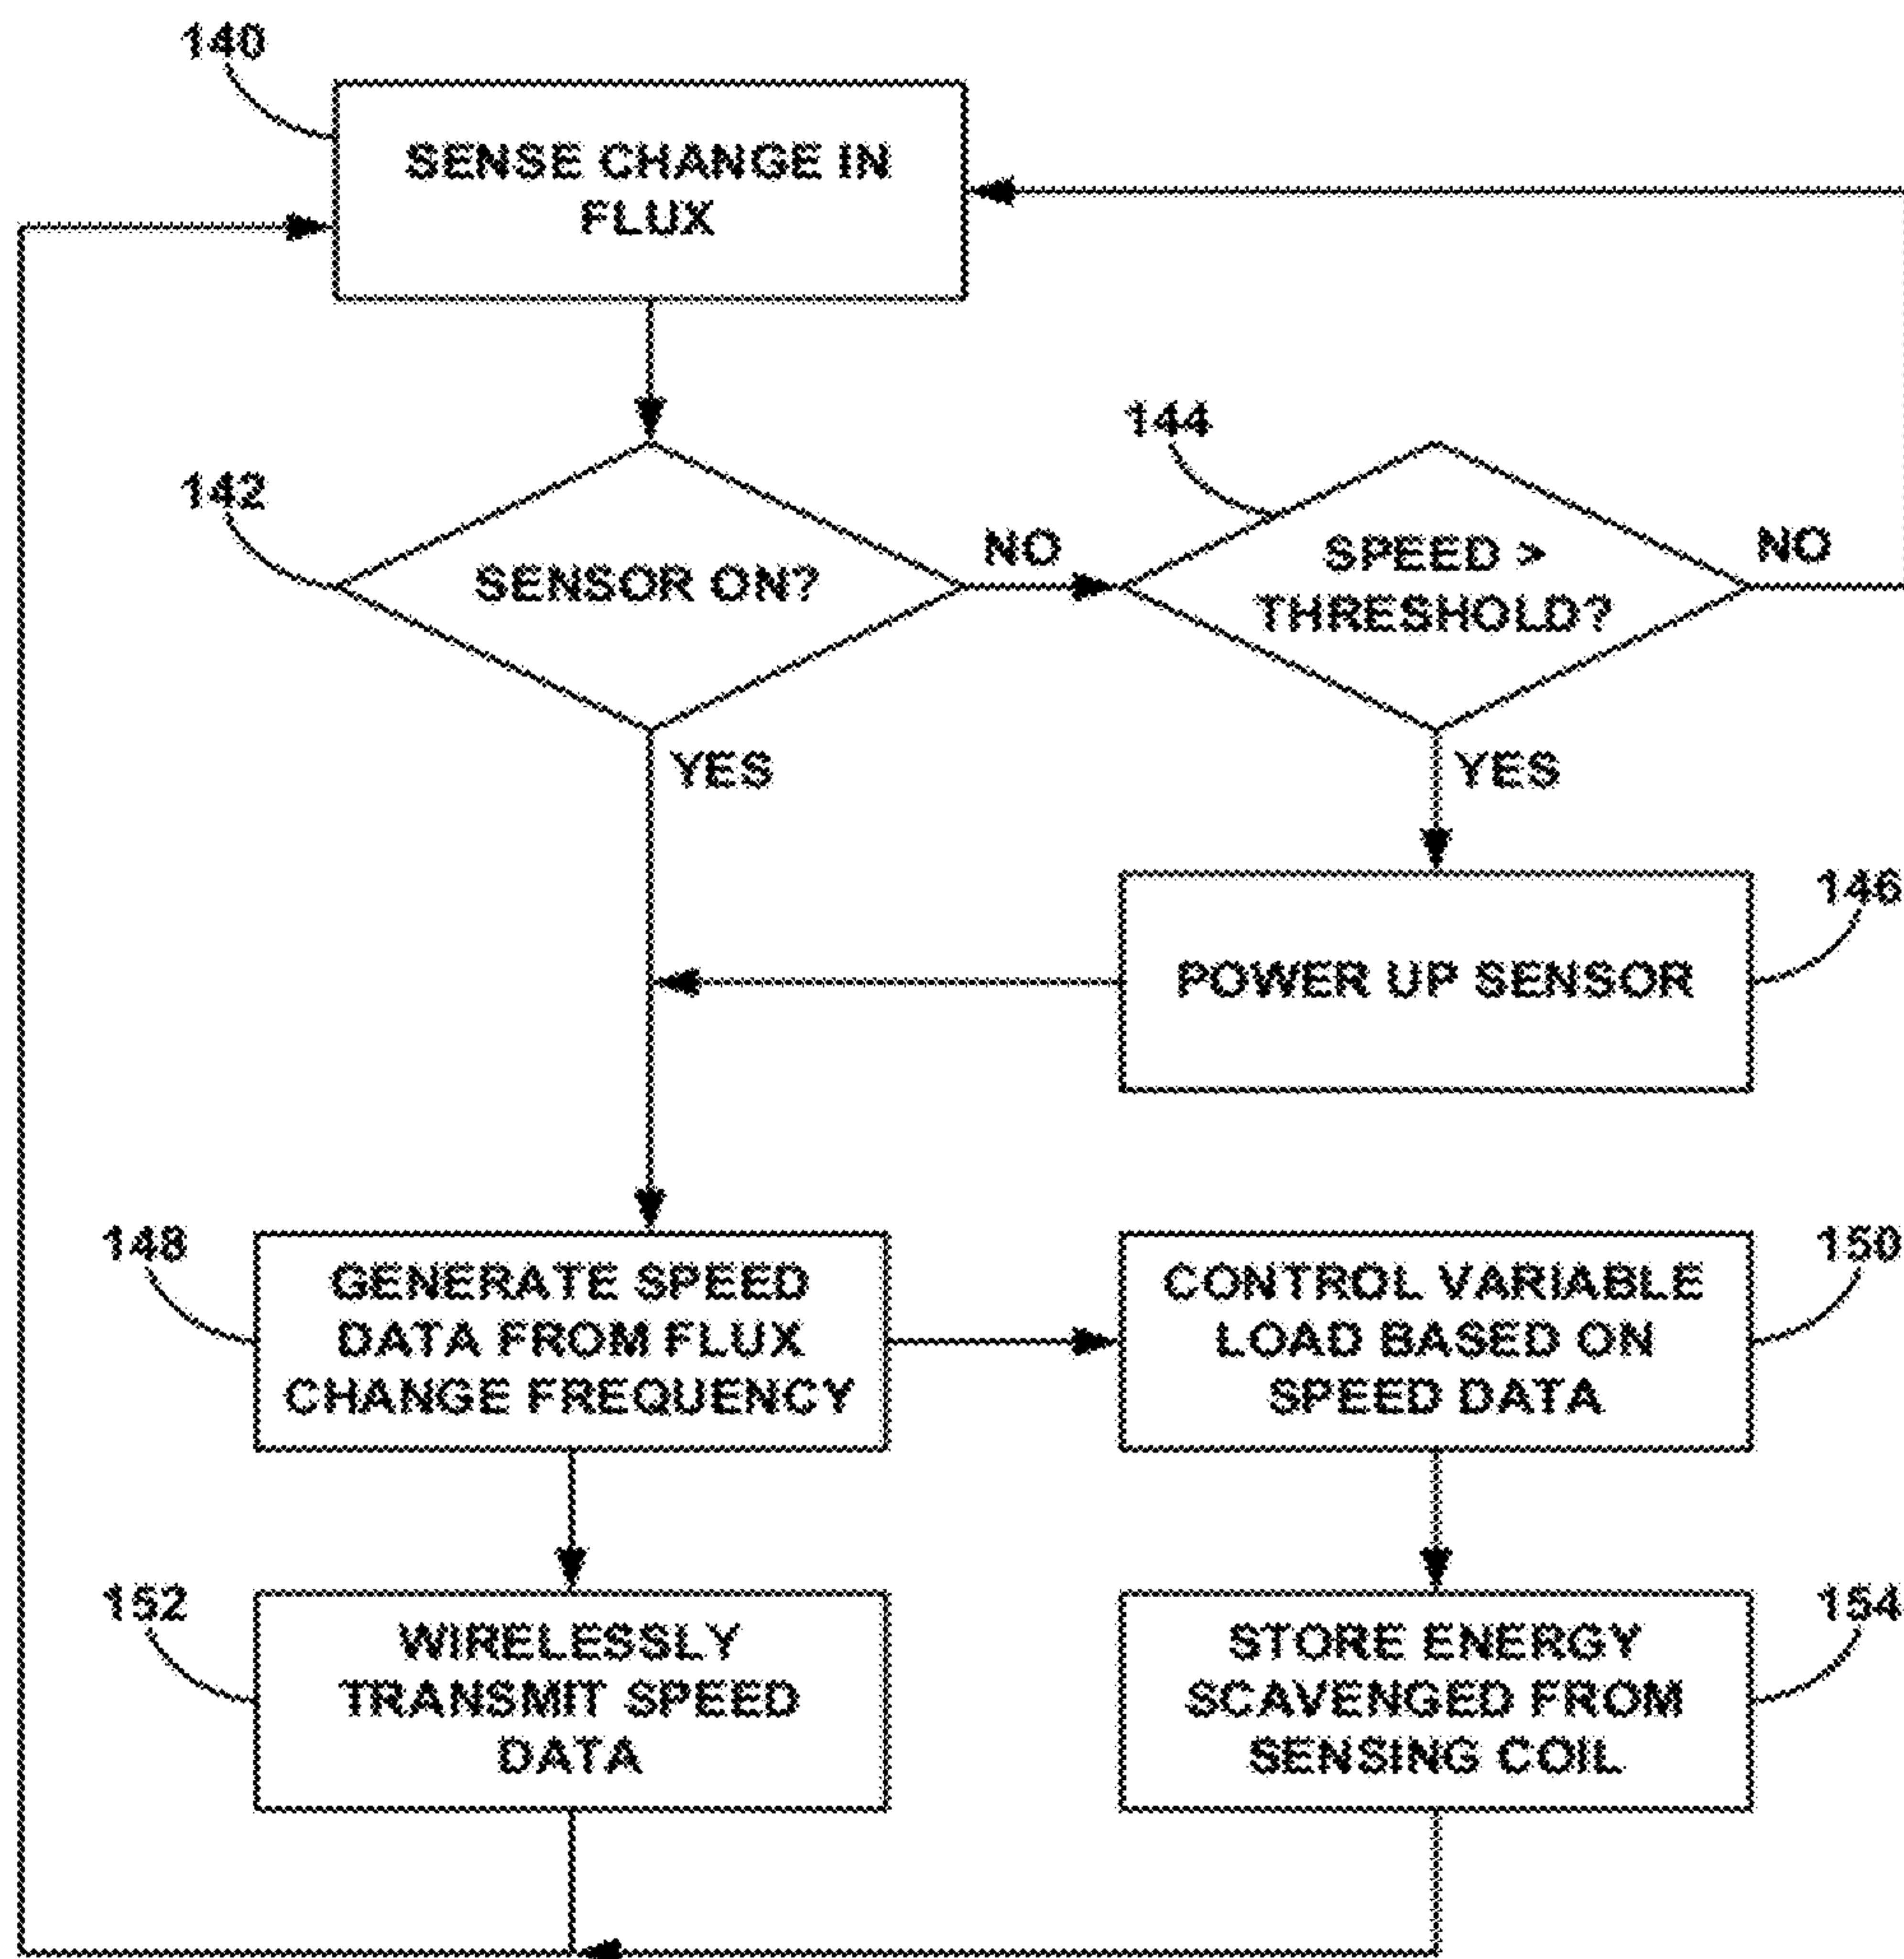 140
SENSE CHANGE IN
FLUX
144
142
SENSOR ON?
NO
SPEED >
THRESHOLD?
NO
YES
YES
146
POWER UP SENSOR
148
GENERATE SPEED
DATA FROM FLUX
CHANGE FREQUENCY
CONTROL VARIABLE
LOAD BASED ON
SPEED DATA
150
152
WIRELESSLY
TRANSMIT SPEED
DATA
STORE ENERGY
SCAVENGED FROM
SENSING COIL
154